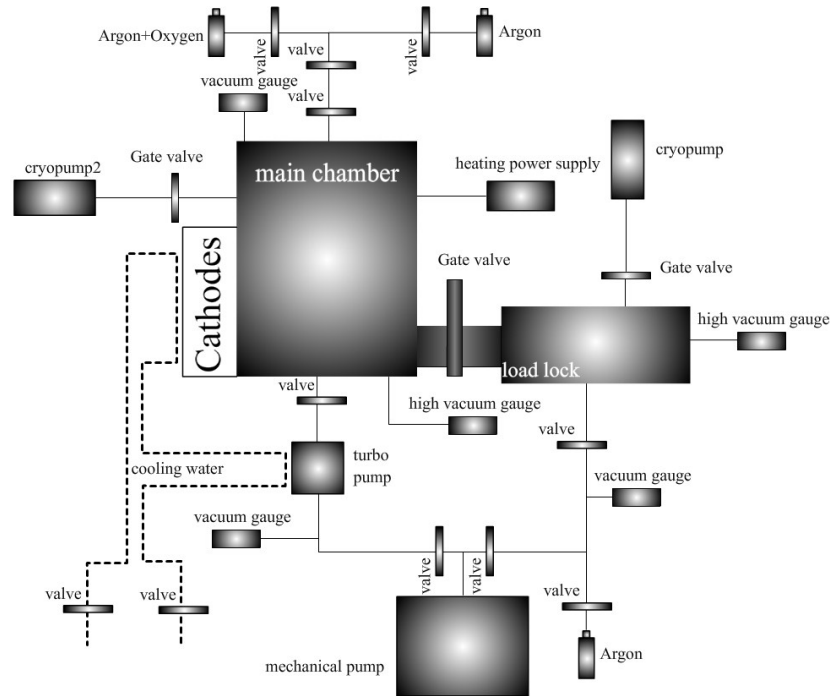 Argon+Oxygen
valve
valve
valve
Argon
vacuum gauge
valve
Gate valve
cryopump2
main chamber
heating power supply
cryopump
Cathodes
Gate valve
Gate valve
high vacuum gauge
load lock
valve
high vacuum gauge
valve
turbo
pump
cooling water
vacuum gauge
vacuum gauge
valve
valve
valve
valve
valve
Argon
mechanical pump